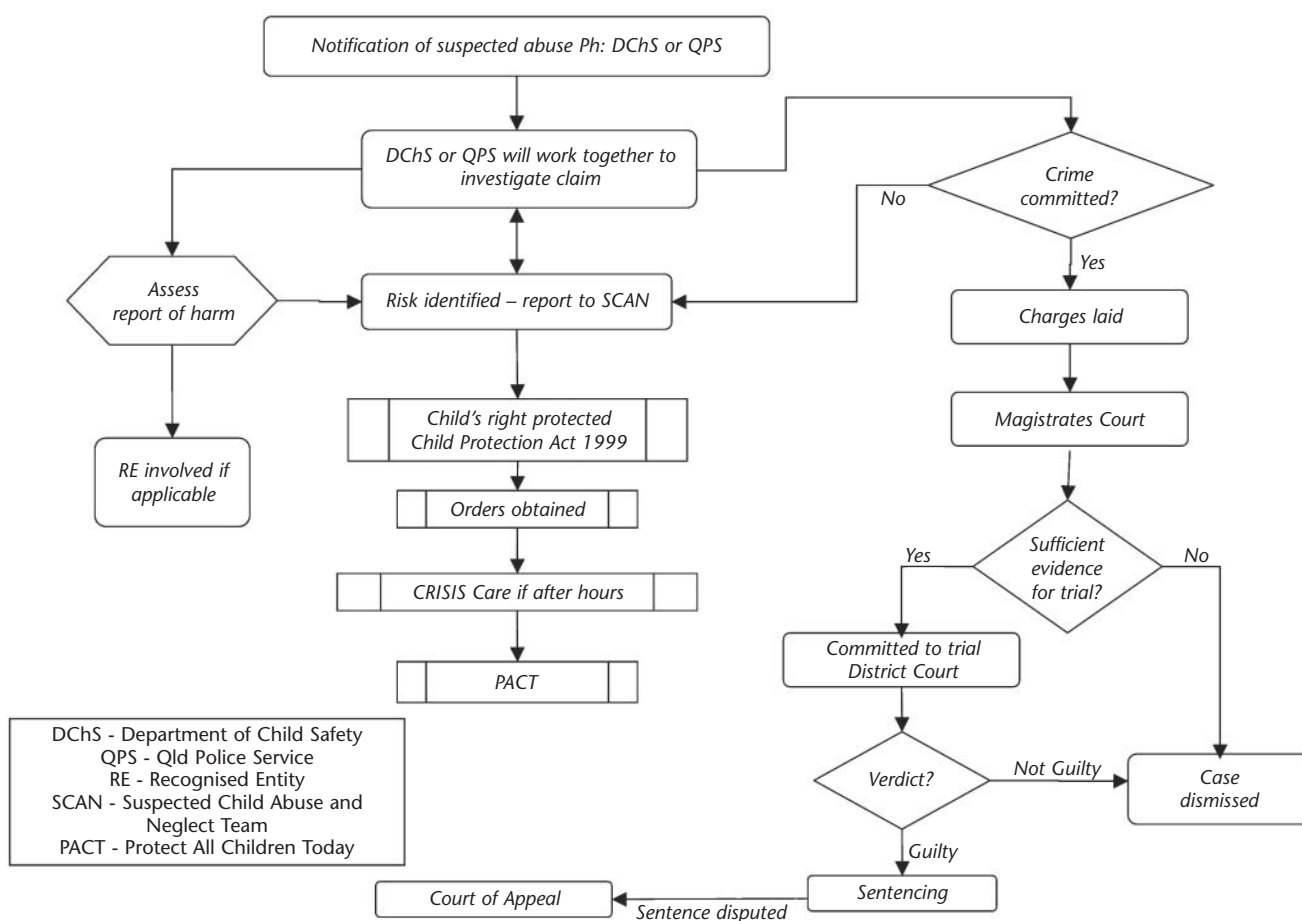 Notification of suspected abuse Ph: DChS or QPS
DChS or QPS will work together to
investigate claim
Crime
committed?
No
Yes
Assess
report of harm
Risk identified – report to SCAN
Charges laid
Child's right protected
Child Protection Act 1999
Magistrates Court
RE involved if
applicable
Orders obtained
Sufficient
evidence
for trial?
Yes
No
CRISIS Care if after hours
Committed to trial
District Court
PACT
DChS - Department of Child Safety
QPS - Qld Police Service
RE - Recognised Entity
SCAN - Suspected Child Abuse and
Neglect Team
PACT - Protect All Children Today
Verdict?
Not Guilty
Case
dismissed
Guilty
Sentencing
Sentence disputed
Court of Appeal